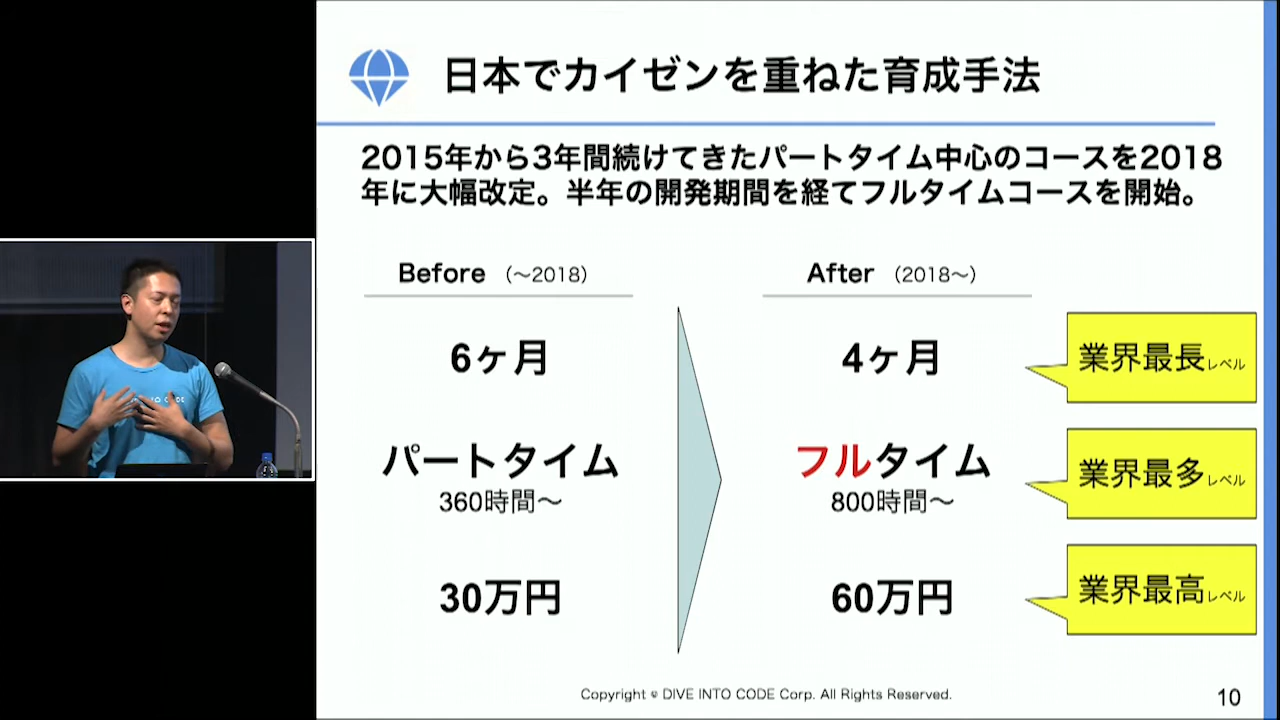 日本でカイゼンを重ねた育成手法
2015年から3年間続けてきたパートタイム中心のコースを2018
年に大幅改定。半年の開発期間を経てフルタイムコースを開始。
Before （〜2018）
After （2018〜）
6ヶ月
4ヶ月
業界最長レベル
パートタイム
フルタイム
業界最多レベル
360時間〜
800時間〜
30万円
60万円
業界最高レベル
Copyright © DIVE INTO CODE Corp. All Rights Reserved.
10